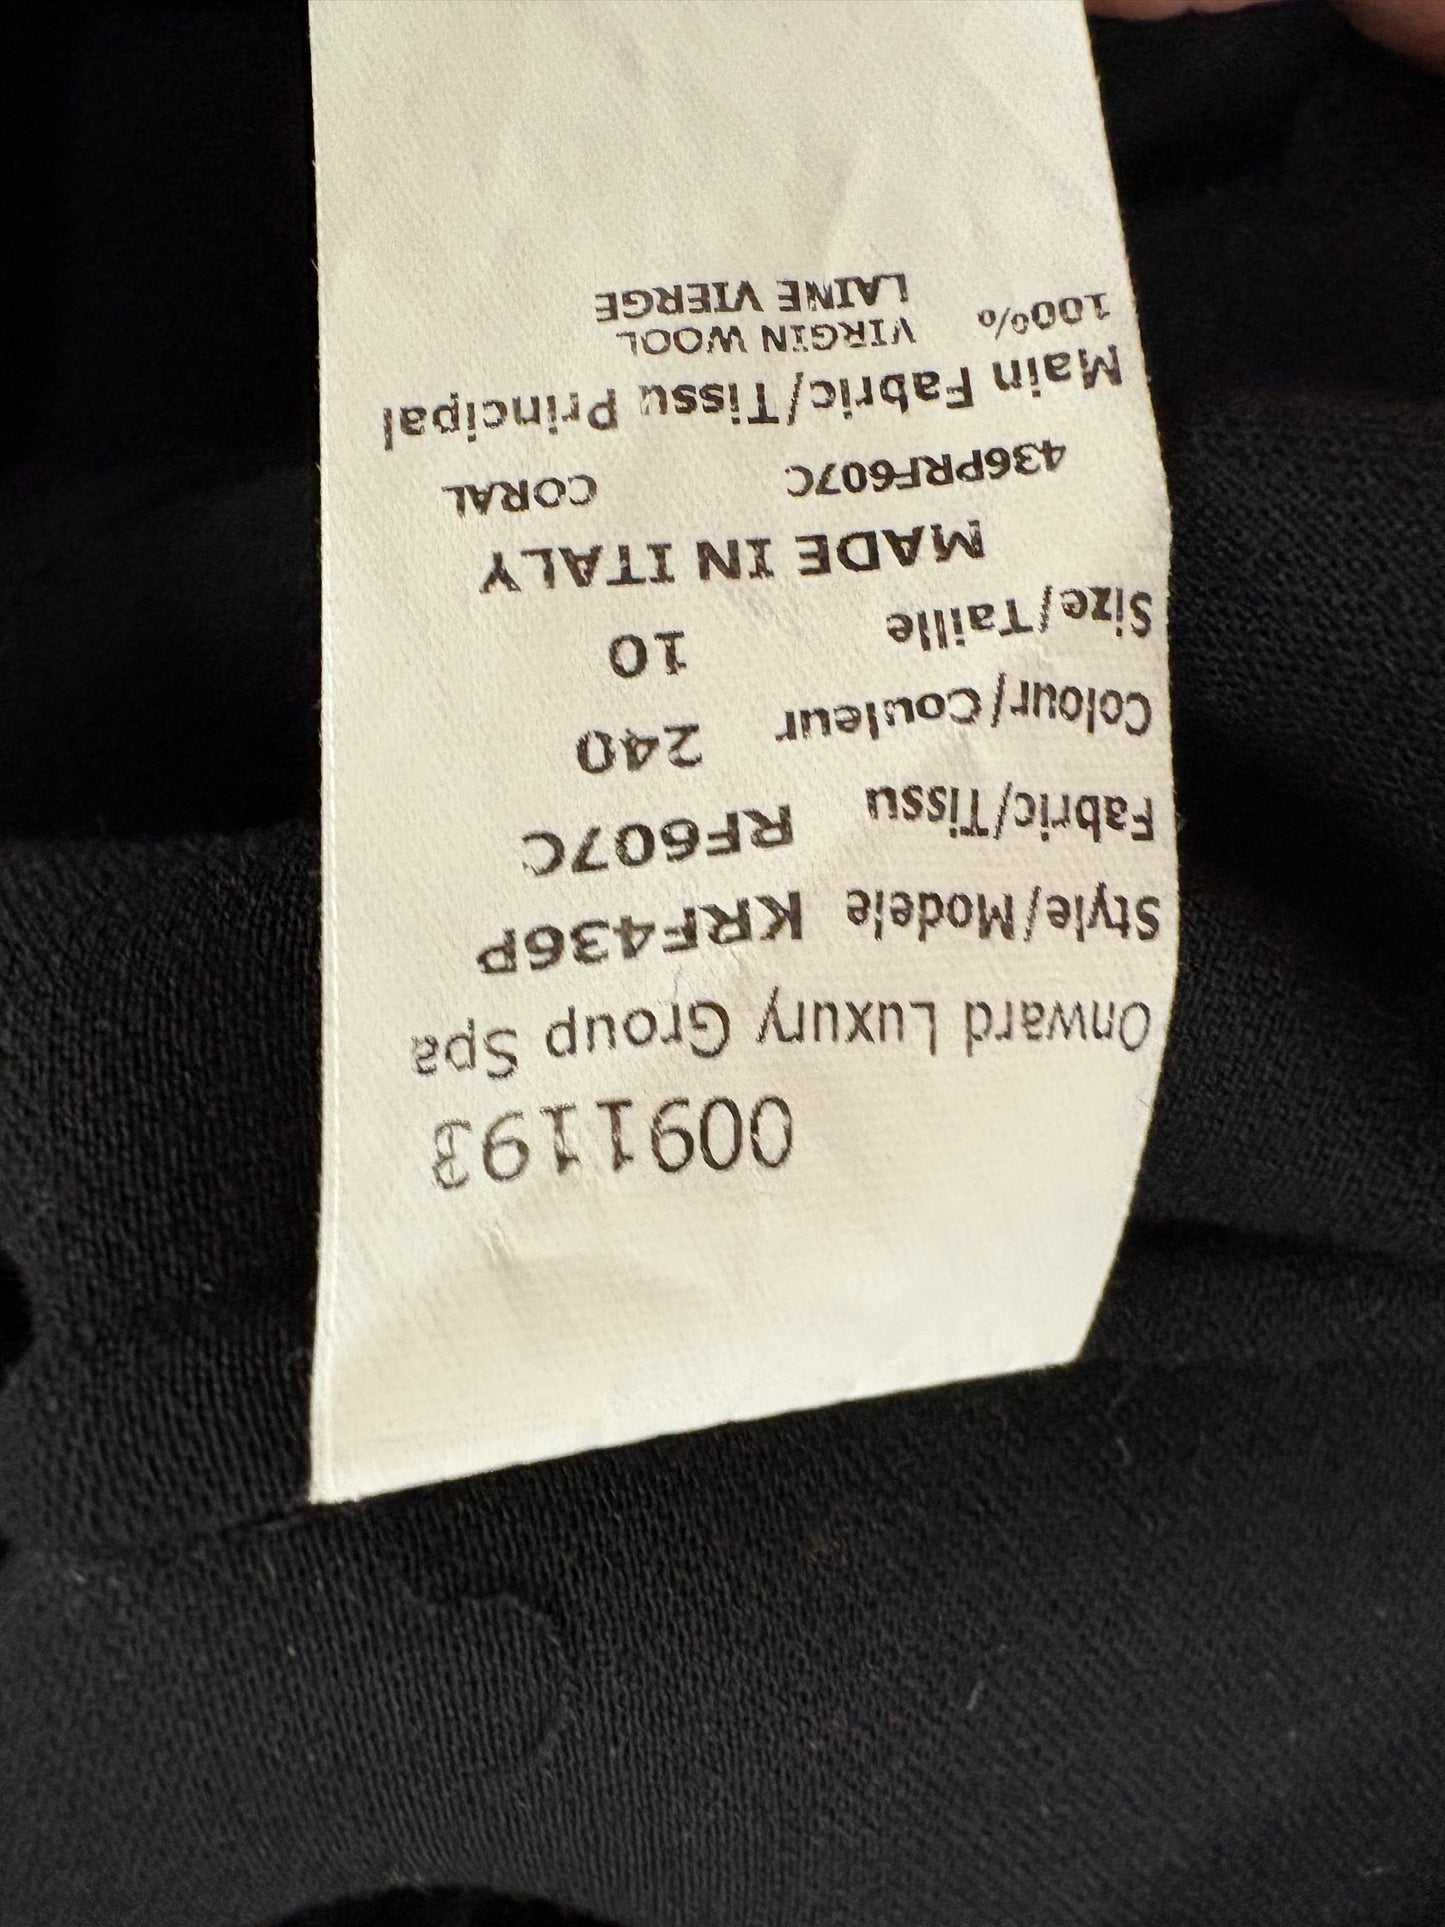 0091193
Onward Luxury Group Spa
Style/Modele KRF436P
Fabric/Tissu RF607C
Colour/Couleur 240
Size/Taille 10
MADE IN ITALY
436PRF607C CORAL
Main Fabric/Tissu Principal
100% VIRGIN WOOL
LAINE VIERGE